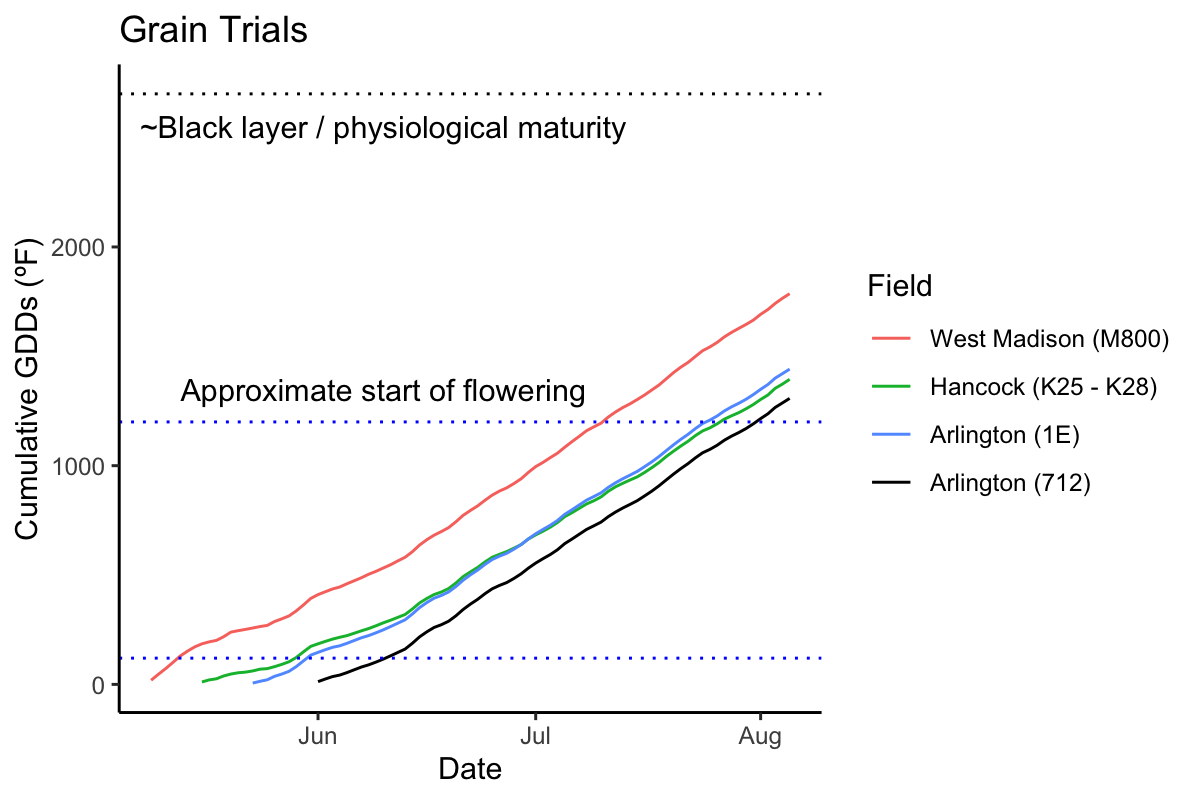 Grain Trials
~Black layer / physiological maturity
Approximate start of flowering
Cumulative GDDs (ºF)
2000
1000
0
Jun
Jul
Aug
Date
Field
West Madison (M800)
Hancock (K25 - K28)
Arlington (1E)
Arlington (712)